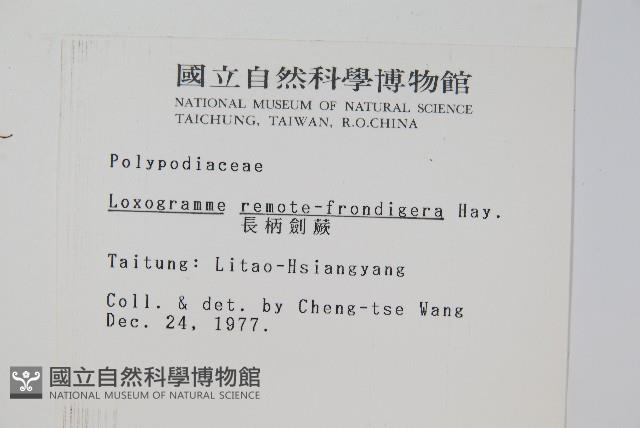 國立自然科學博物館
NATIONAL MUSEUM OF NATURAL SCIENCE
TAICHUNG, TAIWAN, R.O.CHINA
Polypodiaceae
Loxogramme remote-frondigera Hay.
長柄劍蕨
Taitung: Litao-Hsiangyang
Coll. & det. by Cheng-tse Wang
Dec. 24, 1977.
國立自然科學博物館
NATIONAL MUSEUM OF NATURAL SCIENCE